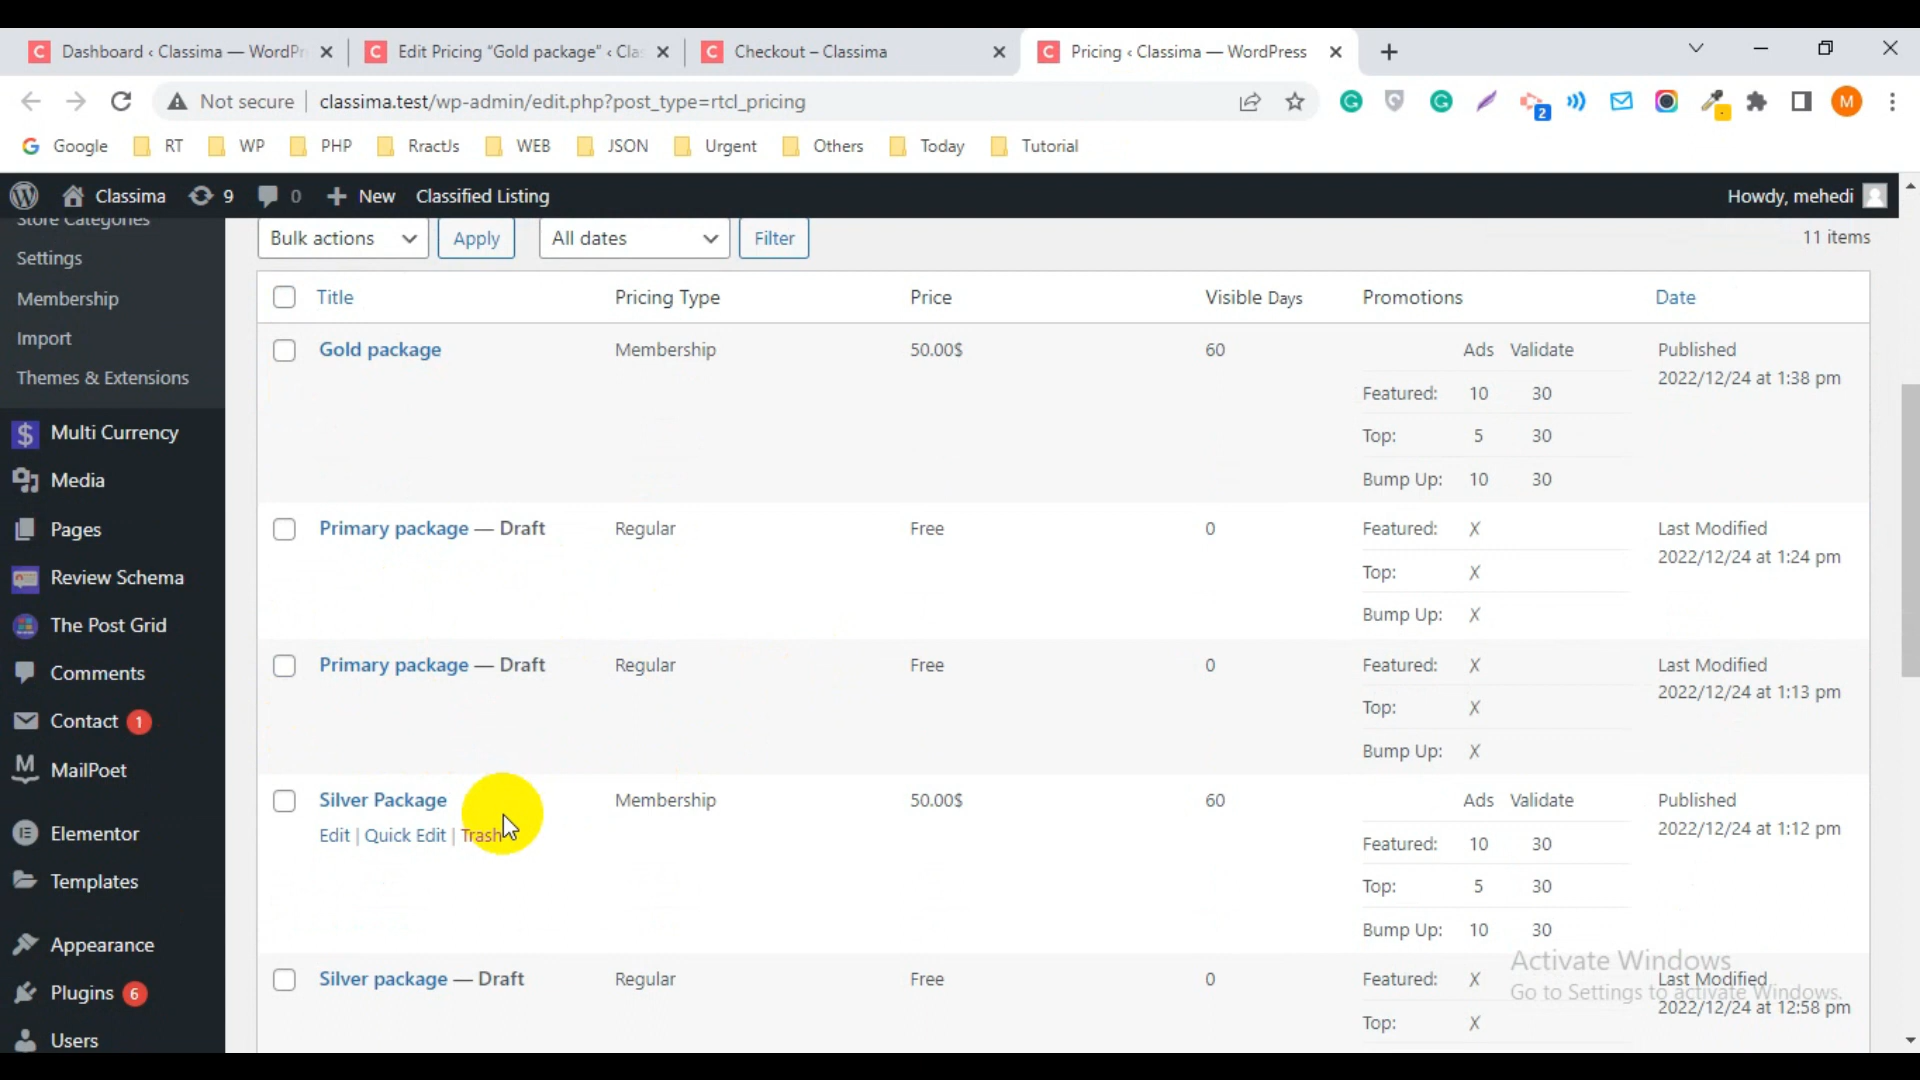 Dashboard ‹ Classima — WordPr
Edit Pricing "Gold package" ‹ Clas
Checkout – Classima
Pricing ‹ Classima — WordPress
Not secure
classima.test/wp-admin/edit.php?post_type=rtcl_pricing
2
M
Google RT WP PHP RractJs WEB JSON Urgent Others Today Tutorial
Classima 9 0 New Classified Listing Howdy, mehedi
Store Categories
Settings
Membership
Import
Themes & Extensions
Multi Currency
Media
Pages
Review Schema
The Post Grid
Comments
Contact 1
MailPoet
Elementor
Templates
Appearance
Plugins 6
Users
Bulk actions Apply All dates Filter 11 items
Title Pricing Type Price Visible Days Promotions Date
Gold package Membership 50.00$ 60 Ads Validate Published
2022/12/24 at 1:38 pm
Featured: 10 30
Top: 5 30
Bump Up: 10 30
Primary package — Draft Regular Free 0 Featured: X Last Modified
2022/12/24 at 1:24 pm
Top: X
Bump Up: X
Primary package — Draft Regular Free 0 Featured: X Last Modified
2022/12/24 at 1:13 pm
Top: X
Bump Up: X
Silver Package Membership 50.00$ 60 Ads Validate Published
Edit | Quick Edit | Trash 2022/12/24 at 1:12 pm
Featured: 10 30
Top: 5 30
Bump Up: 10 30
Activate Windows
Go to Settings to activate Windows.
Silver package — Draft Regular Free 0 Featured: X Last Modified
2022/12/24 at 12:58 pm
Top: X